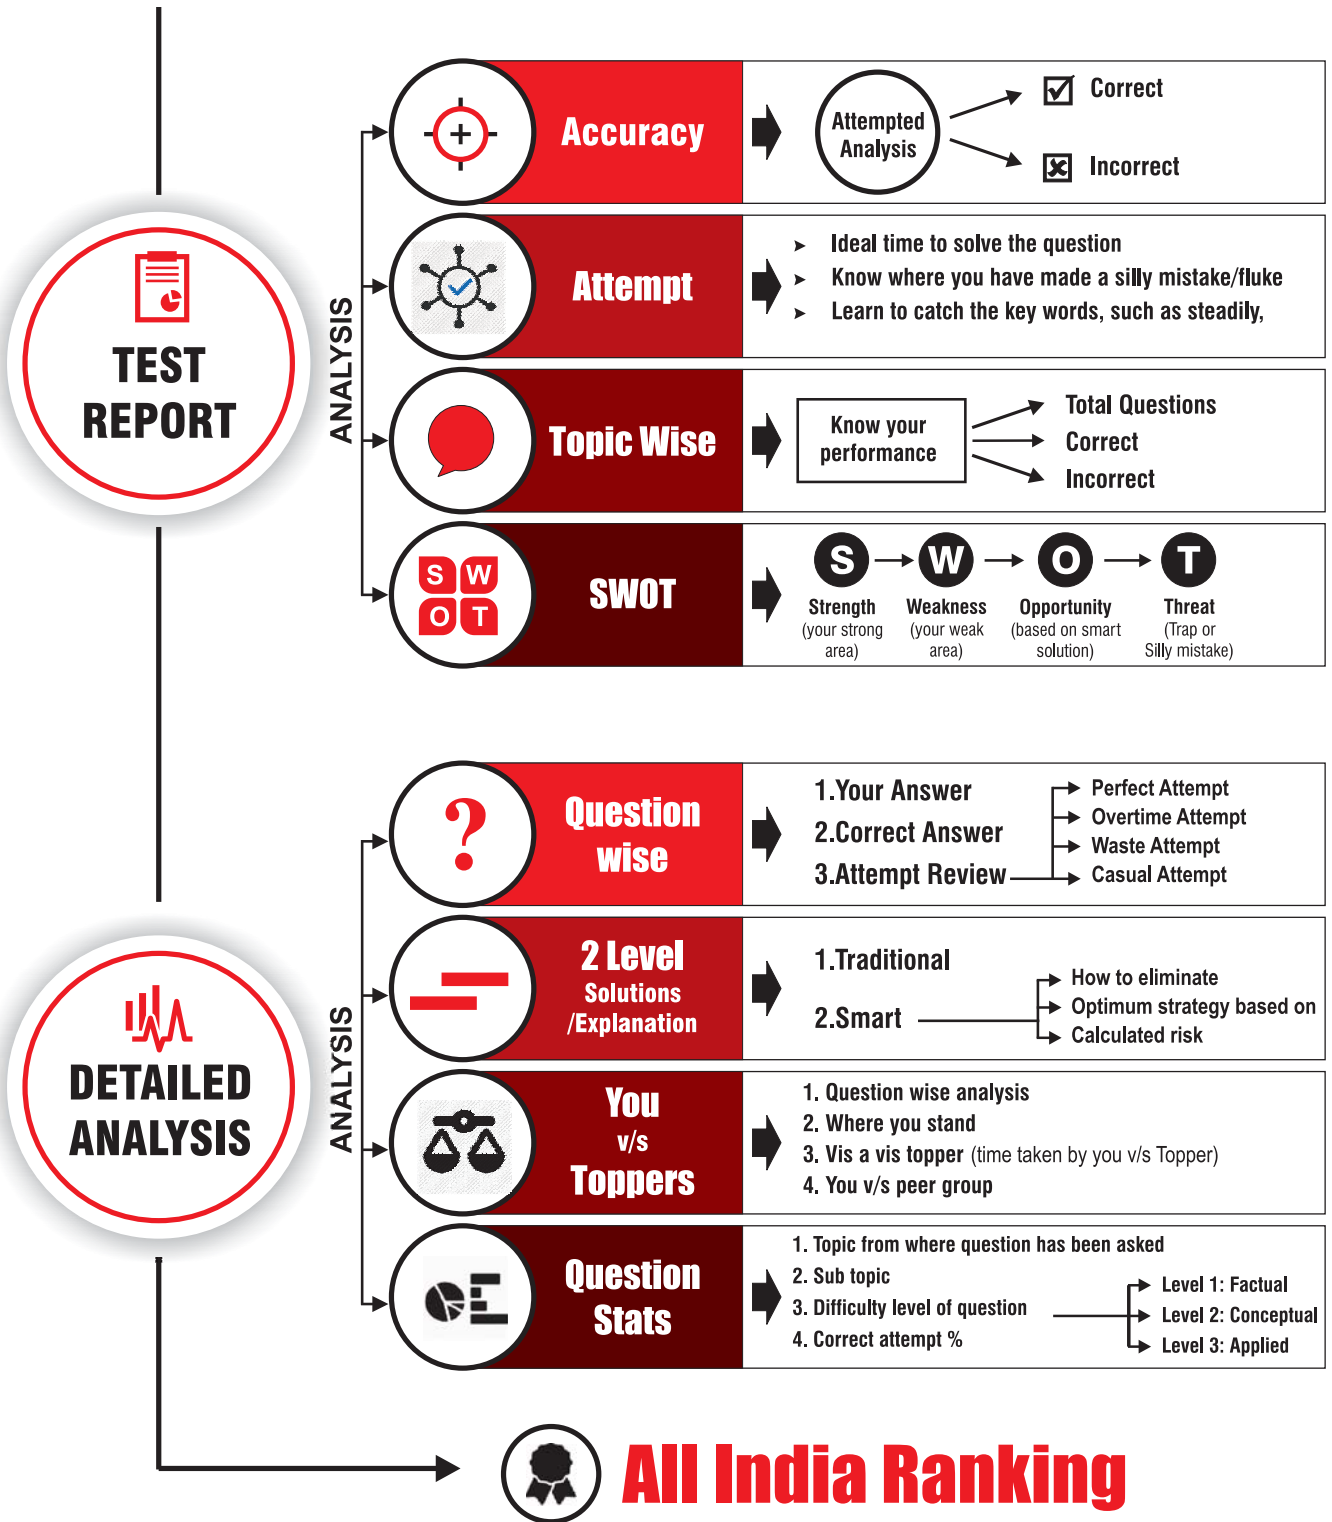 TEST
REPORT
ANALYSIS
Accuracy
Attempted
Analysis
Correct
Incorrect
Attempt
➤ Ideal time to solve the question
➤ Know where you have made a silly mistake/fluke
➤ Learn to catch the key words, such as steadily,
Topic Wise
Know your
performance
Total Questions
Correct
Incorrect
S W
O T
SWOT
S W O T
Strength Weakness Opportunity Threat
(your strong (your weak (based on smart (Trap or
area) area) solution) Silly mistake)
DETAILED
ANALYSIS
ANALYSIS
?
Question
wise
1.Your Answer
2.Correct Answer
3.Attempt Review
Perfect Attempt
Overtime Attempt
Waste Attempt
Casual Attempt
2 Level
Solutions
/Explanation
1.Traditional
2.Smart
How to eliminate
Optimum strategy based on
Calculated risk
You
v/s
Toppers
1. Question wise analysis
2. Where you stand
3. Vis a vis topper (time taken by you v/s Topper)
4. You v/s peer group
Question
Stats
1. Topic from where question has been asked
2. Sub topic
3. Difficulty level of question
4. Correct attempt %
Level 1: Factual
Level 2: Conceptual
Level 3: Applied
All India Ranking